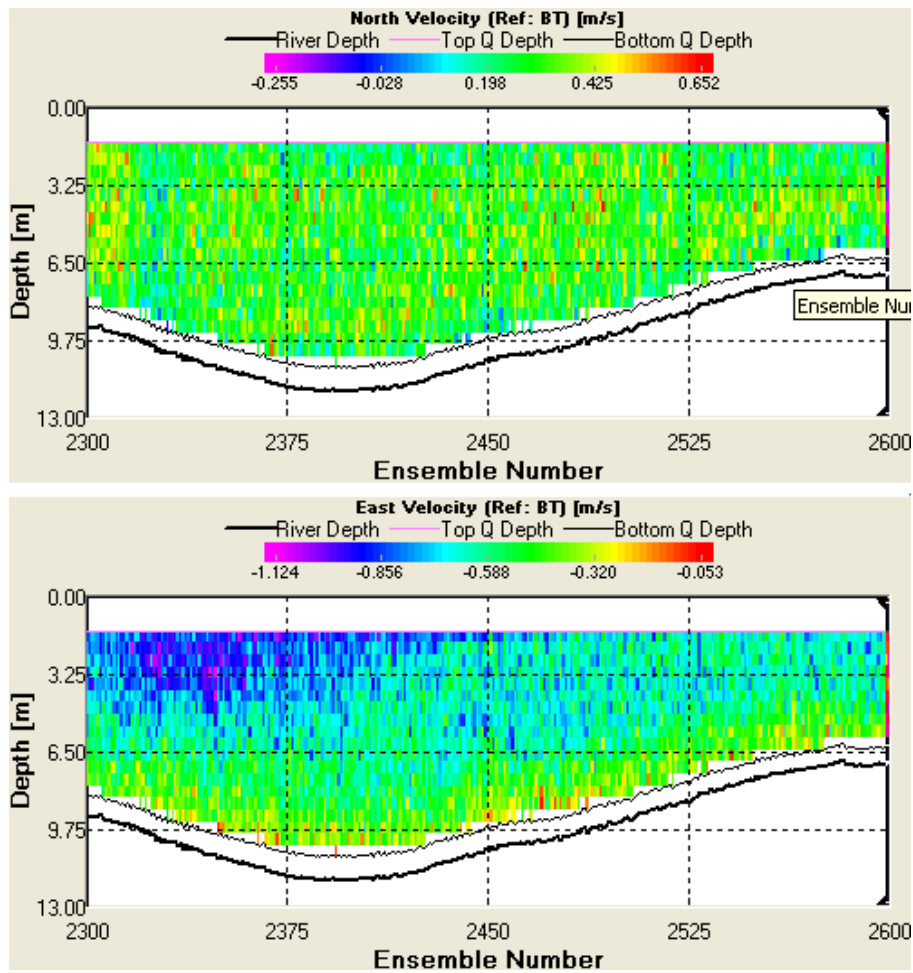 North Velocity (Ref: BT) [m/s]
River Depth Top Q Depth Bottom Q Depth
-0.255 -0.028 0.198 0.425 0.652
0.00
3.25
6.50
9.75
13.00
Depth [m]
Ensemble Nur
2300 2375 2450 2525 2600
Ensemble Number
East Velocity (Ref: BT) [m/s]
River Depth Top Q Depth Bottom Q Depth
-1.124 -0.856 -0.588 -0.320 -0.053
0.00
3.25
6.50
9.75
13.00
Depth [m]
2300 2375 2450 2525 2600
Ensemble Number